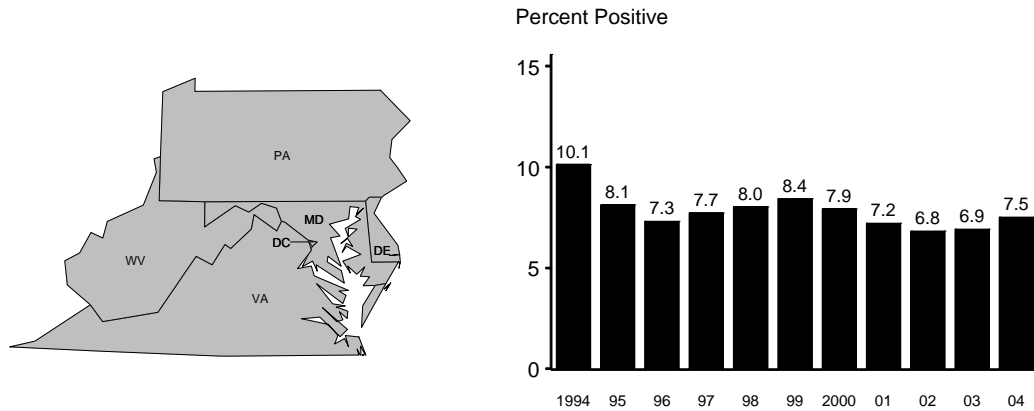 Percent Positive
PA
WV
MD
DC
DE
VA
15
10
5
0
10.1 8.1 7.3 7.7 8.0 8.4 7.9 7.2 6.8 6.9 7.5
1994 95 96 97 98 99 2000 01 02 03 04